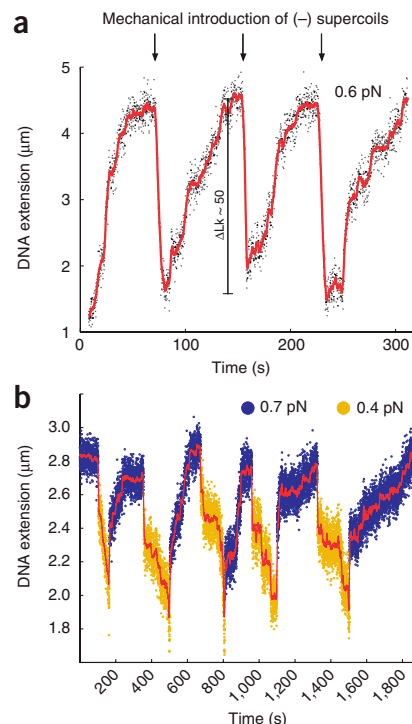 Mechanical introduction of (–) supercoils
a
5
4
3
2
1
DNA extension (μm)
0.6 pN
ΔLk ~ 50
0
100
200
300
Time (s)
b
0.7 pN
0.4 pN
3.0
2.8
2.6
2.4
2.2
2.0
1.8
DNA extension (μm)
200
400
600
800
1,000
1,200
1,400
1,600
1,800
Time (s)